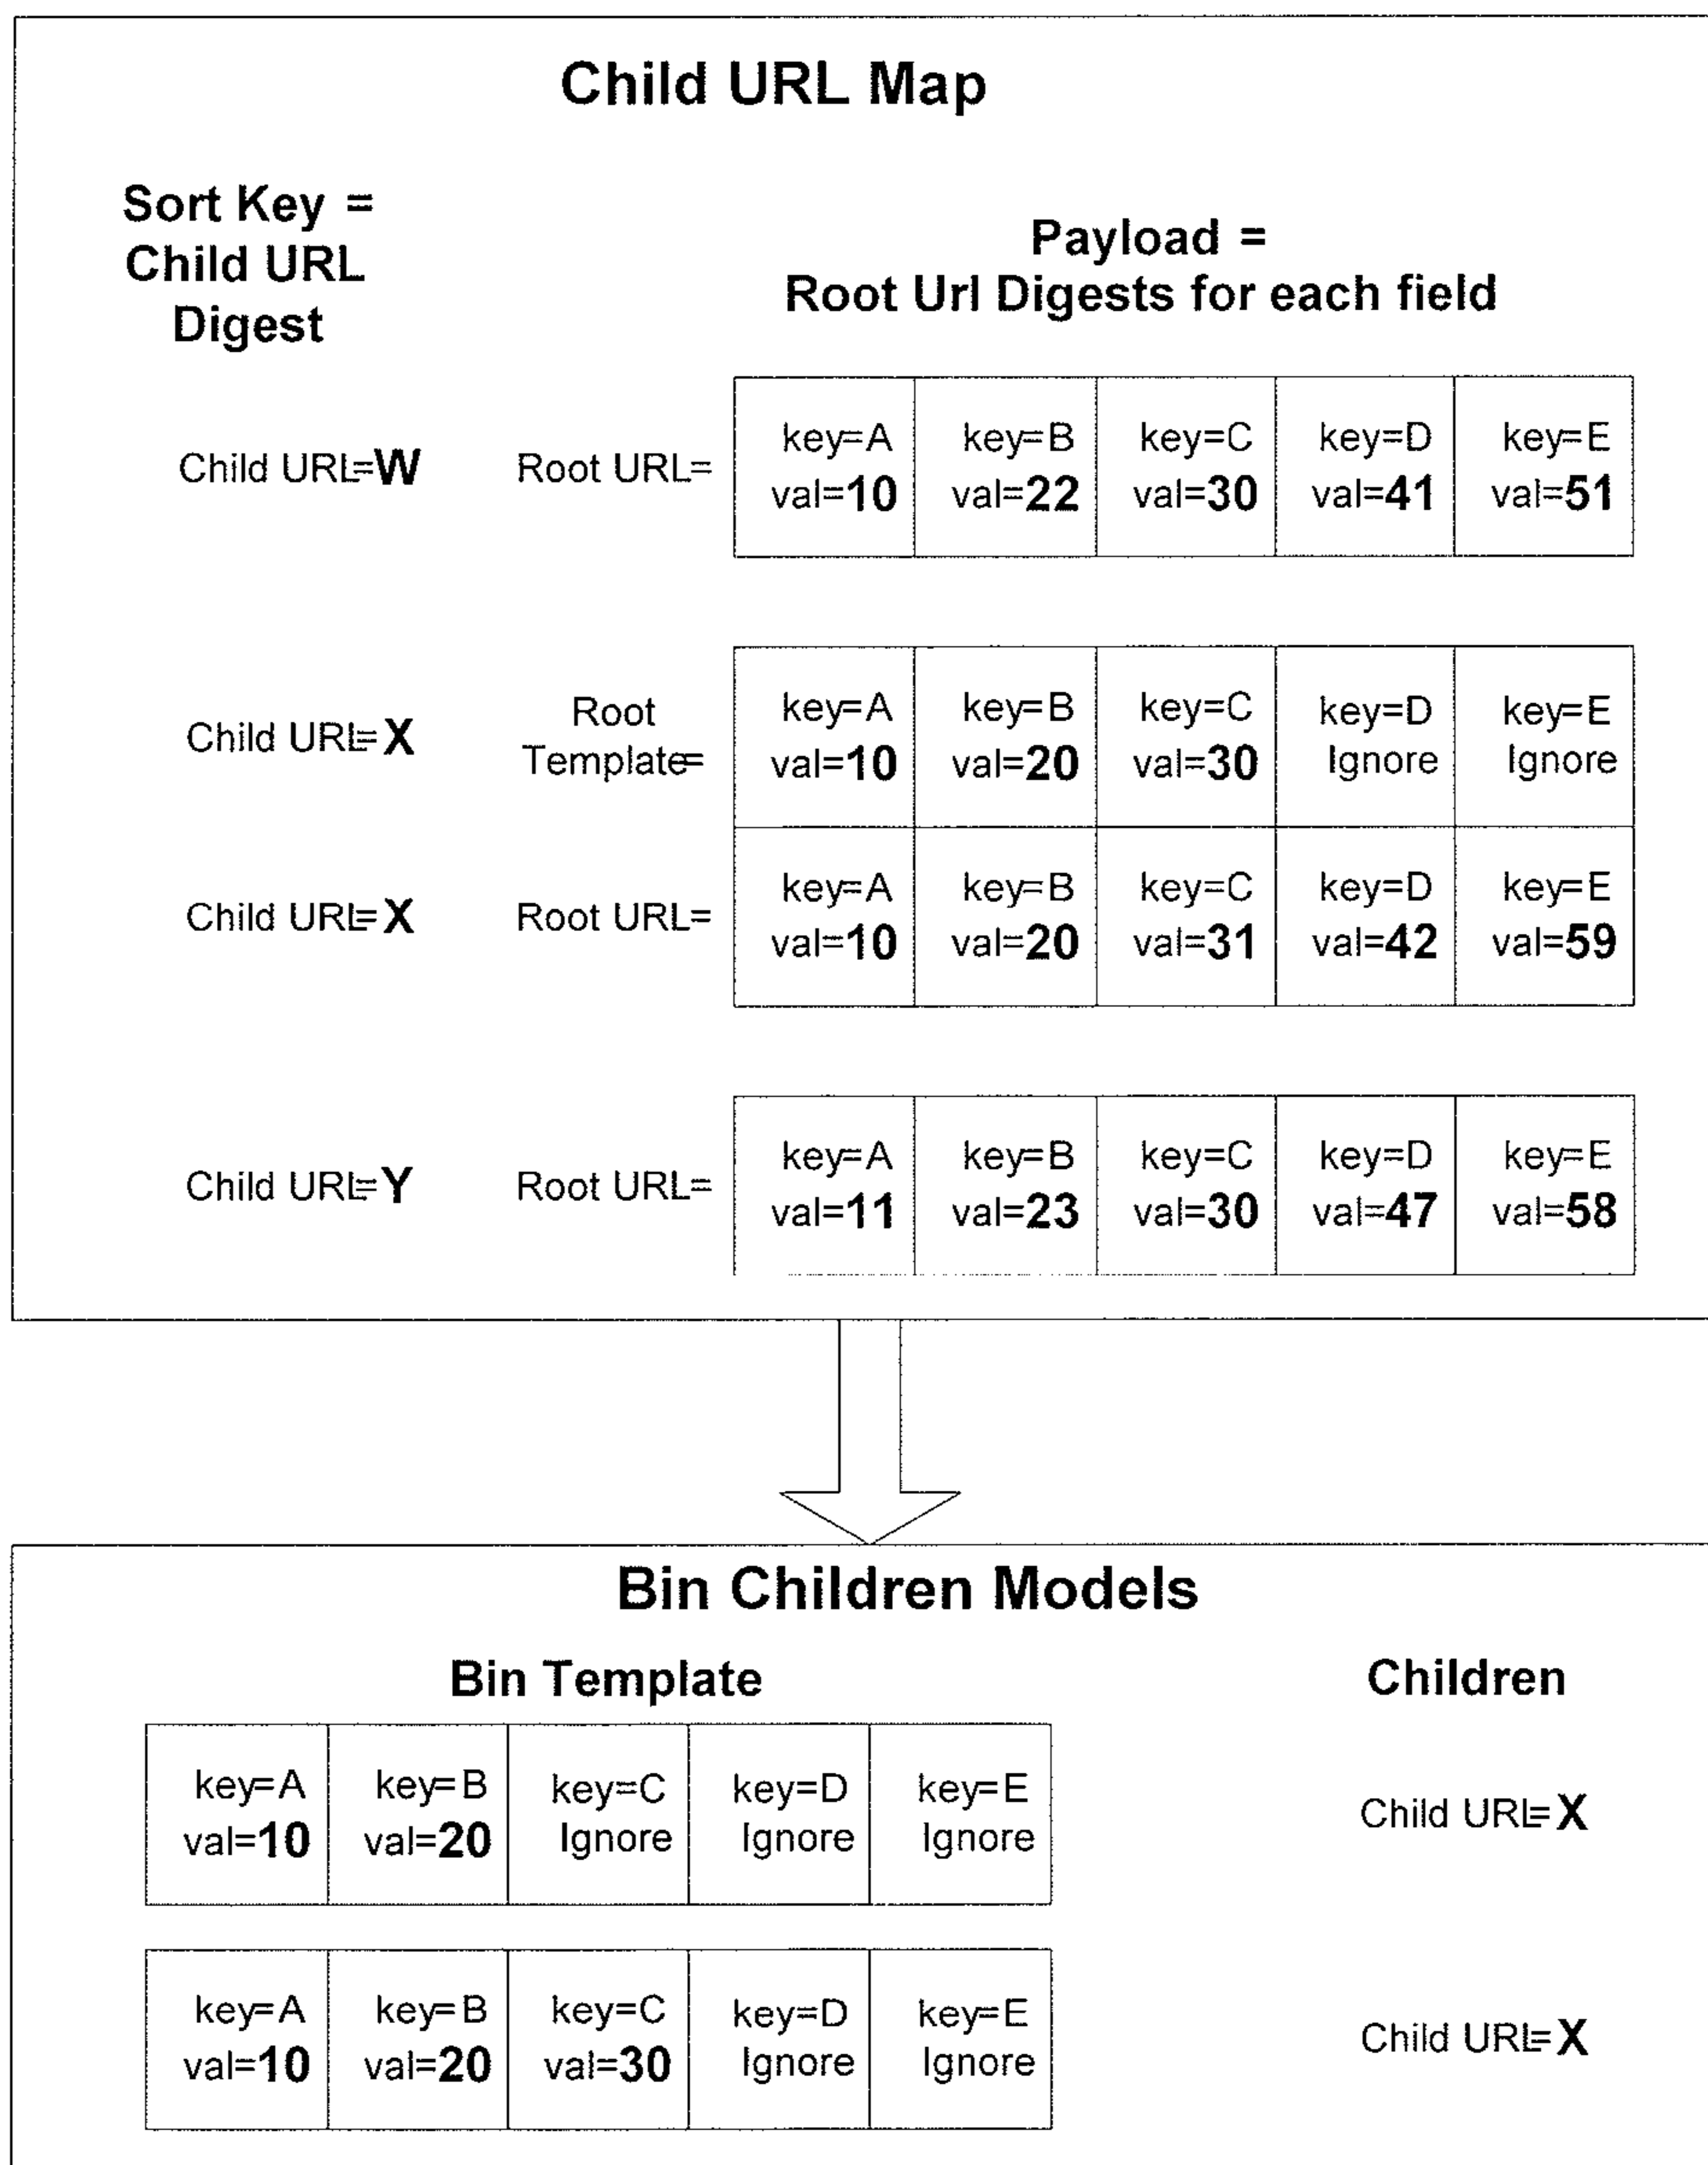 Child URL Map
Sort Key =
Child URL
Digest
Payload =
Root Url Digests for each field
Child URL=W Root URL=
key=A key=B key=C key=D key=E
val=10 val=22 val=30 val=41 val=51
Child URL=X Root
Template=
key=A key=B key=C key=D key=E
val=10 val=20 val=30 Ignore Ignore
Child URL=X Root URL=
key=A key=B key=C key=D key=E
val=10 val=20 val=31 val=42 val=59
Child URL=Y Root URL=
key=A key=B key=C key=D key=E
val=11 val=23 val=30 val=47 val=58
Bin Children Models
Bin Template Children
key=A key=B key=C key=D key=E
val=10 val=20 Ignore Ignore Ignore
Child URL=X
key=A key=B key=C key=D key=E
val=10 val=20 val=30 Ignore Ignore
Child URL=X